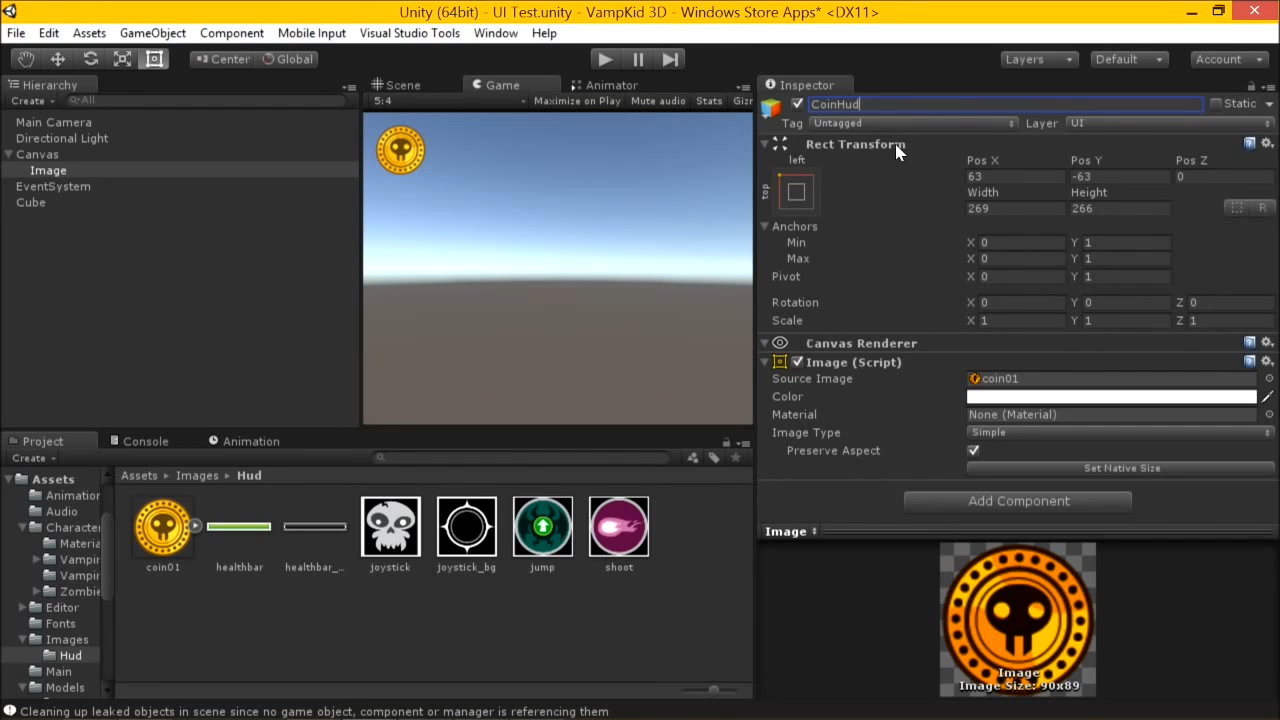 Unity (64bit) - UI Test.unity - VampKid 3D - Windows Store Apps* <DX11>
File Edit Assets GameObject Component Mobile Input Visual Studio Tools Window Help
Center Global Layers Default Account
Hierarchy
Create All
Main Camera
Directional Light
Canvas
Image
EventSystem
Cube
Scene Game Animator
5:4 Maximize on Play Mute audio Stats Giz
Inspector
CoinHud Static
Tag Untagged Layer UI
Rect Transform
left
top
Pos X Pos Y Pos Z
63 -63 0
Width Height
269 266
R
Anchors
Min X 0 Y 1
Max X 0 Y 1
Pivot X 0 Y 1
Rotation X 0 Y 0 Z 0
Scale X 1 Y 1 Z 1
Canvas Renderer
Image (Script)
Source Image coin01
Color
Material None (Material)
Image Type Simple
Preserve Aspect
Set Native Size
Add Component
Image
Image
Image Size: 90x89
Project Console Animation
Create
Assets
Animation
Audio
Character
Materia
Vampir
Vampir
Zombie
Editor
Fonts
Images
Hud
Main
Models
Assets Images Hud
coin01 healthbar healthbar_... joystick joystick_bg jump shoot
Cleaning up leaked objects in scene since no game object, component or manager is referencing them